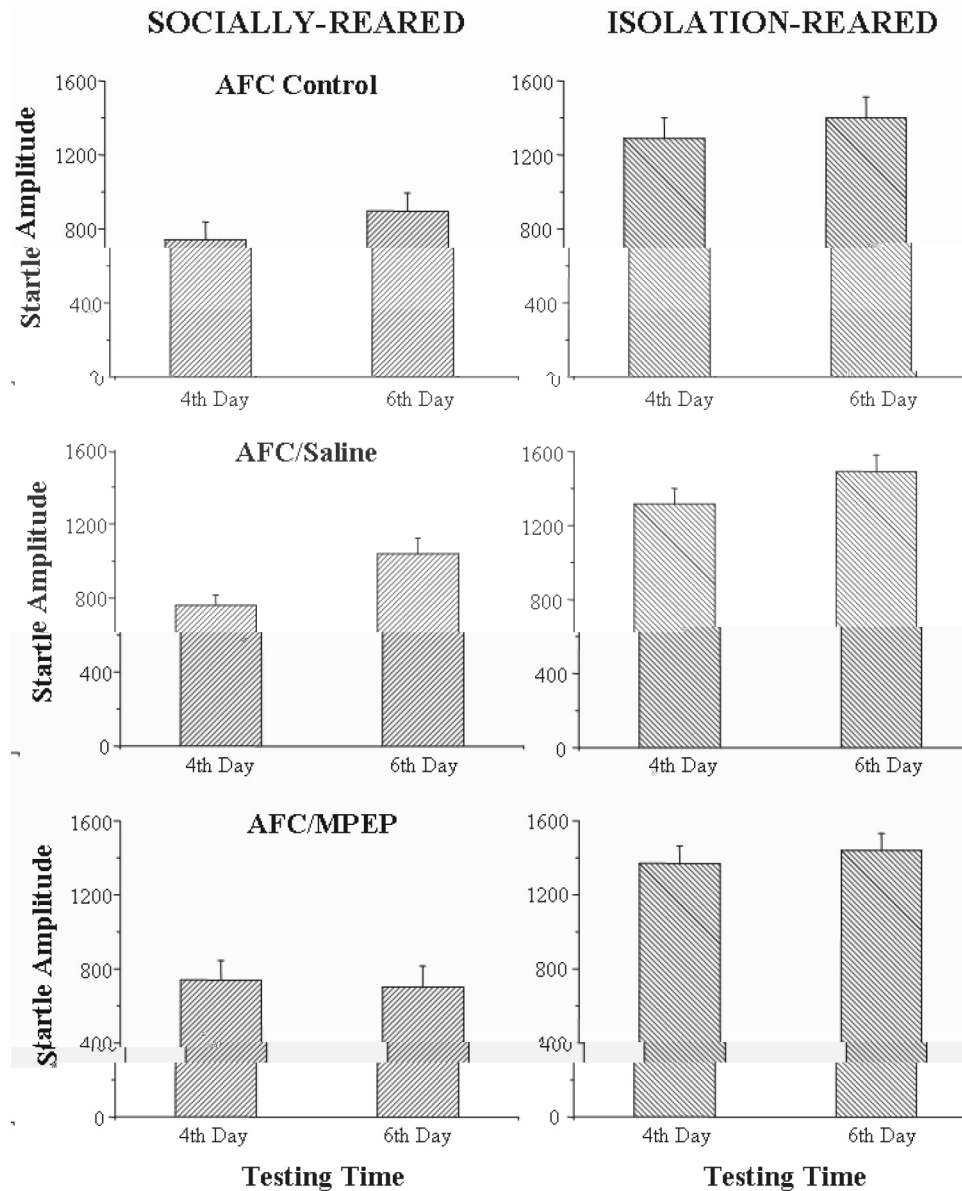 SOCIALLY-REARED ISOLATION-REARED
AFC Control
Startle Amplitude
1600 1600
1200 1200
800 800
400 400
0 0
4th Day 6th Day 4th Day 6th Day
AFC/Saline
Startle Amplitude
1600 1600
1200 1200
800 800
400 400
0 0
4th Day 6th Day 4th Day 6th Day
AFC/MPEP
Startle Amplitude
1600 1600
1200 1200
800 800
400 400
0 0
4th Day 6th Day 4th Day 6th Day
Testing Time Testing Time